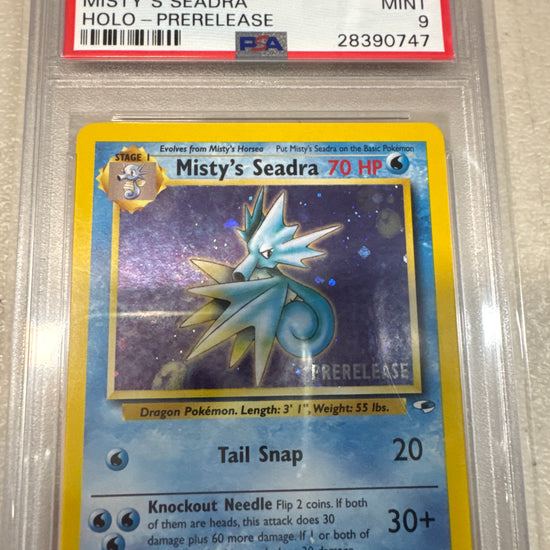 MISTY'S SEADRA MINT
HOLO – PRERELEASE 9
PSA 28390747
Evolves from Misty's Horsea Put Misty's Seadra on the Basic Pokémon
STAGE 1
Misty's Seadra 70 HP
PRERELEASE
Dragon Pokémon. Length: 3' 1", Weight: 55 lbs.
Tail Snap 20
Knockout Needle Flip 2 coins. If both
of them are heads, this attack does 30
damage plus 60 more damage. If 1 or both of
30+